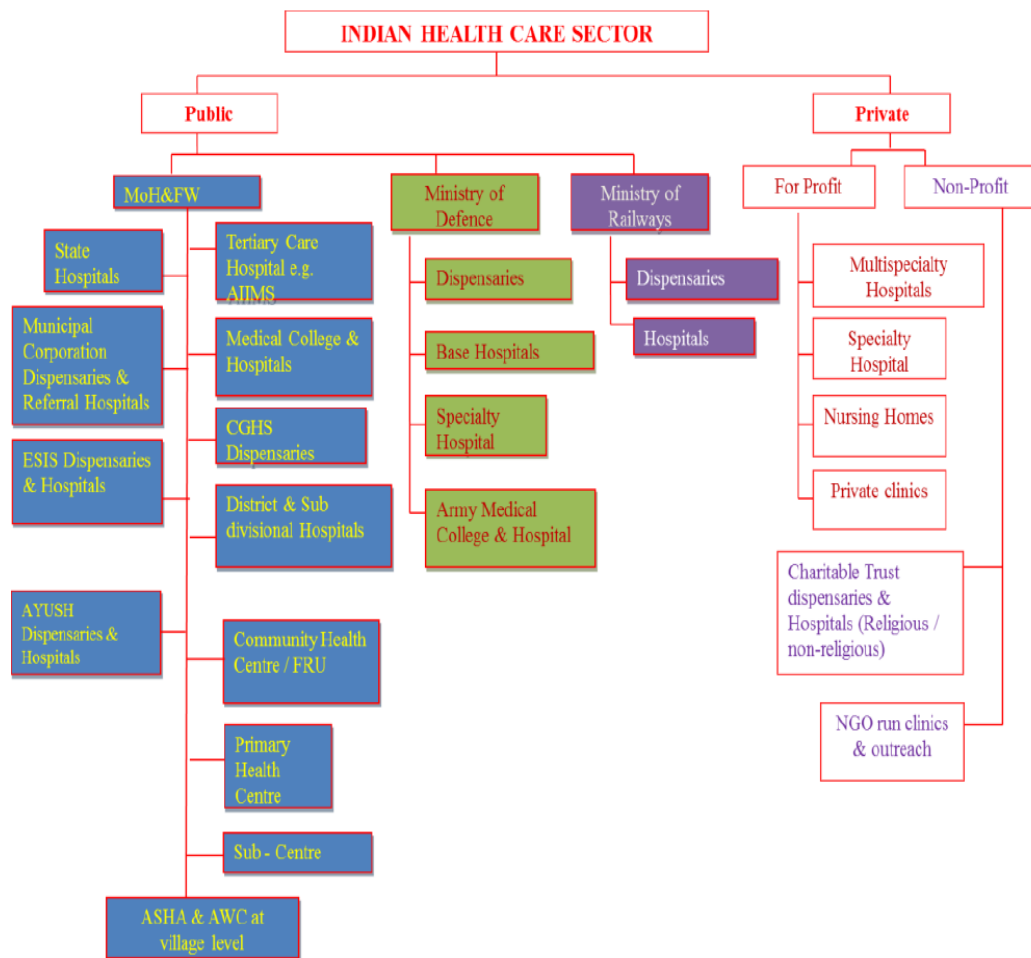 INDIAN HEALTH CARE SECTOR
Public
Private
MoH&FW
Ministry of
Defence
Ministry of
Railways
For Profit
Non-Profit
State
Hospitals
Tertiary Care
Hospital e.g.
AIIMS
Municipal
Corporation
Dispensaries &
Referral Hospitals
Medical College &
Hospitals
CGHS
Dispensaries
ESIS Dispensaries
& Hospitals
District & Sub
divisional Hospitals
AYUSH
Dispensaries &
Hospitals
Community Health
Centre / FRU
Primary
Health
Centre
Sub - Centre
ASHA & AWC at
village level
Dispensaries
Base Hospitals
Specialty
Hospital
Army Medical
College & Hospital
Dispensaries
Hospitals
Multispecialty
Hospitals
Specialty
Hospital
Nursing Homes
Private clinics
Charitable Trust
dispensaries &
Hospitals (Religious /
non-religious)
NGO run clinics
& outreach